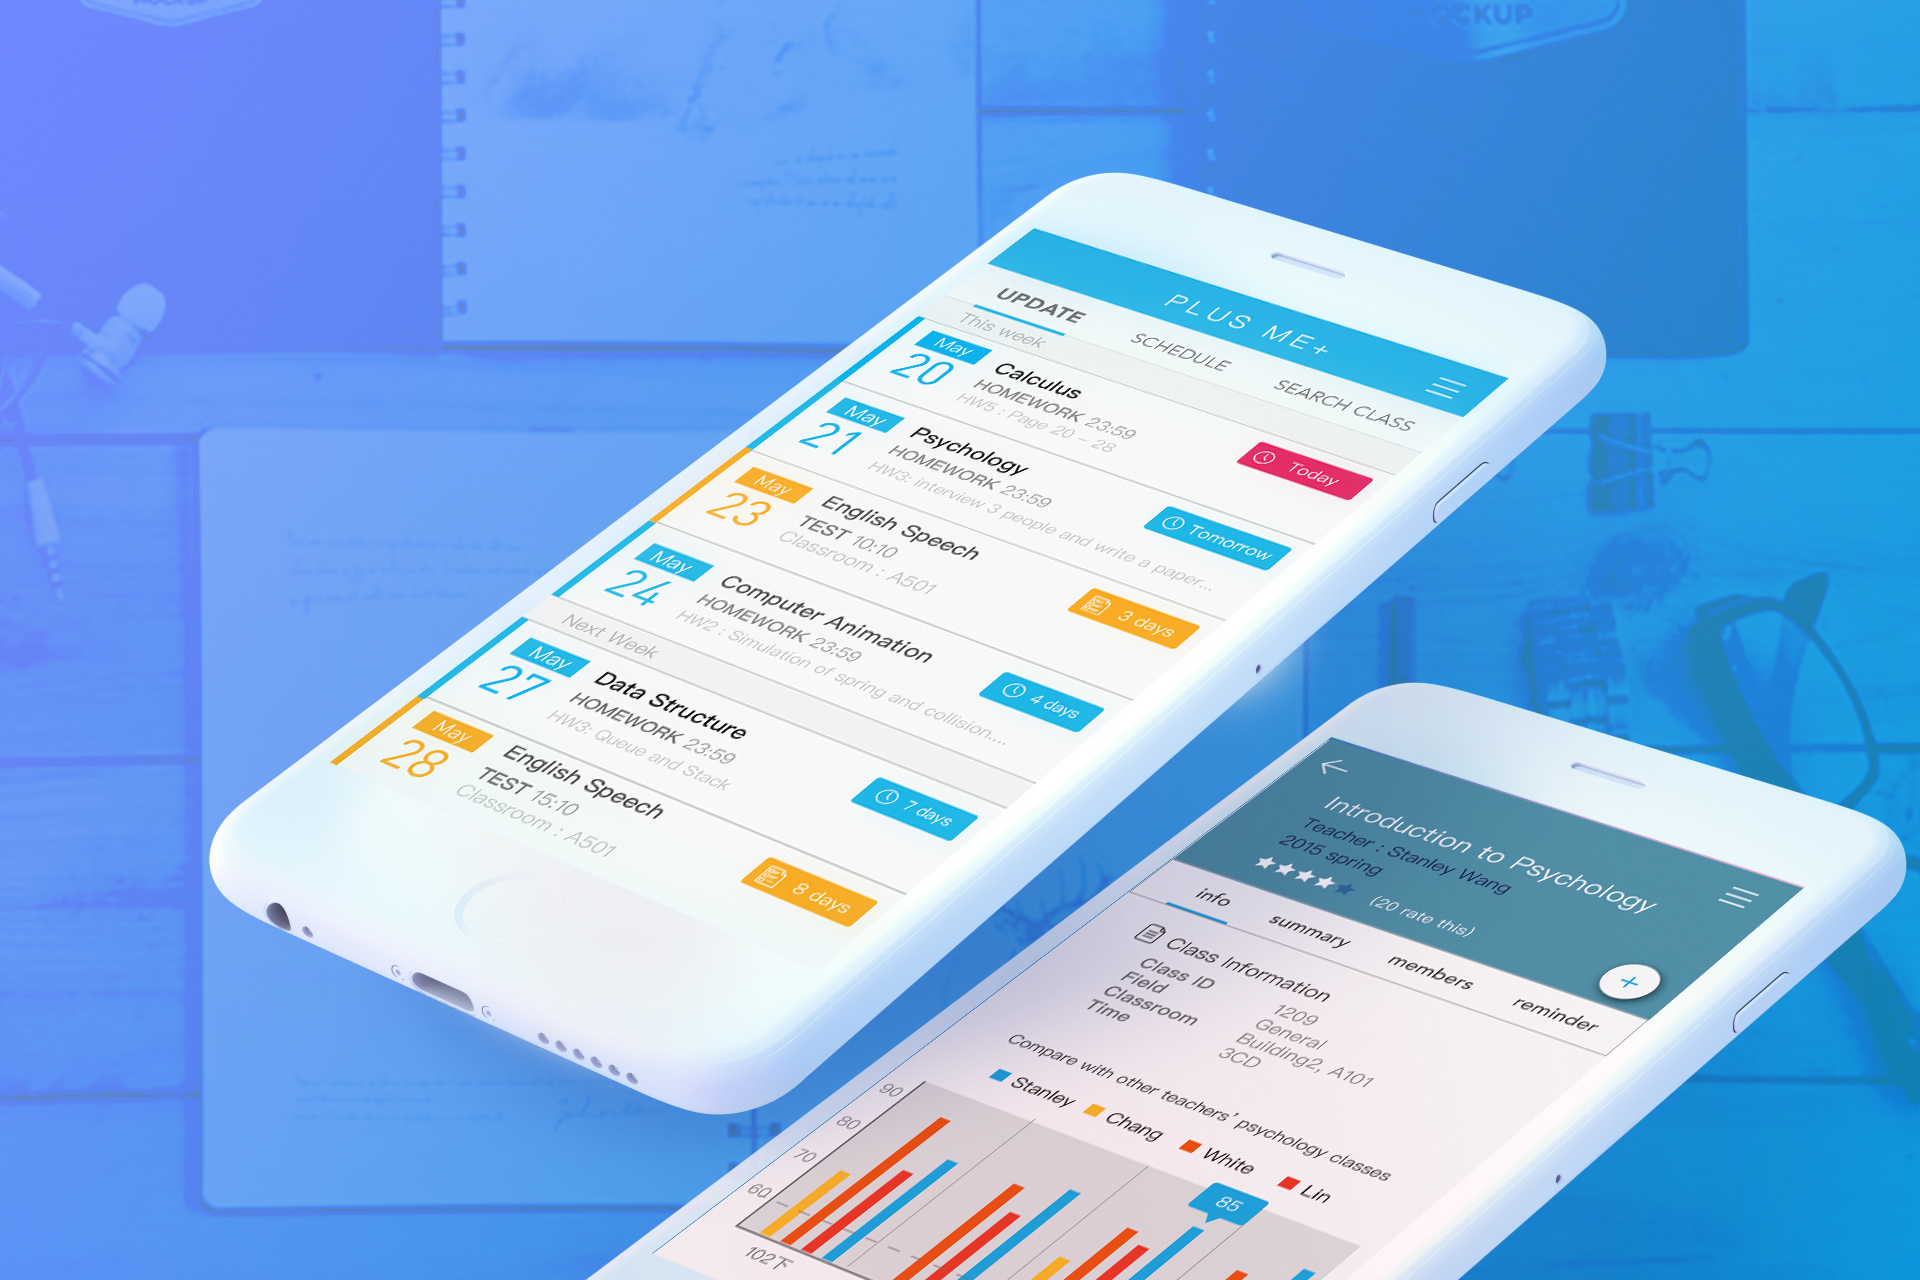 MOCKUP
MOCKUP
PLUS ME+
UPDATE
SCHEDULE
SEARCH CLASS
This week
May
20
Calculus
HOMEWORK 23:59
HW5 : Page 20 - 28
Today
May
21
Psychology
HOMEWORK 23:59
HW3: interview 3 people and write a paper...
Tomorrow
May
23
English Speech
TEST 10:10
Classroom : A501
3 days
May
24
Computer Animation
HOMEWORK 23:59
HW2 : Simulation of spring and collision....
4 days
Next Week
May
27
Data Structure
HOMEWORK 23:59
HW3: Queue and Stack
7 days
May
28
English Speech
TEST 15:10
Classroom : A501
8 days
Introduction to Psychology
Teacher : Stanley Wang
2015 spring
(20 rate this)
+
info
summary
members
reminder
Class Information
Class ID 1209
Field General
Classroom Building2, A101
Time 3CD
Compare with other teachers' psychology classes
Stanley
Chang
White
Lin
90
80
70
60
85
102下